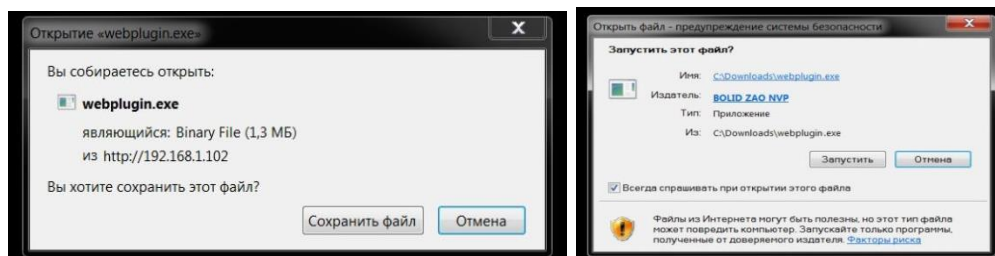 Открытие «webplugin.exe»
Вы собираетесь открыть:
webplugin.exe
являющийся: Binary File (1,3 МБ)
из http://192.168.1.102
Вы хотите сохранить этот файл?
Сохранить файл
Отмена
Открыть файл - предупреждение системы безопасности
Запустить этот файл?
Имя: C:\Downloads\webplugin.exe
Издатель: BOLID ZAO NVP
Тип: Приложение
Из: C:\Downloads\webplugin.exe
Запустить
Отмена
Всегда спрашивать при открытии этого файла
Файлы из Интернета могут быть полезны, но этот тип файла
может повредить компьютер. Запускайте только программы,
полученные от доверяемого издателя. Факторы риска